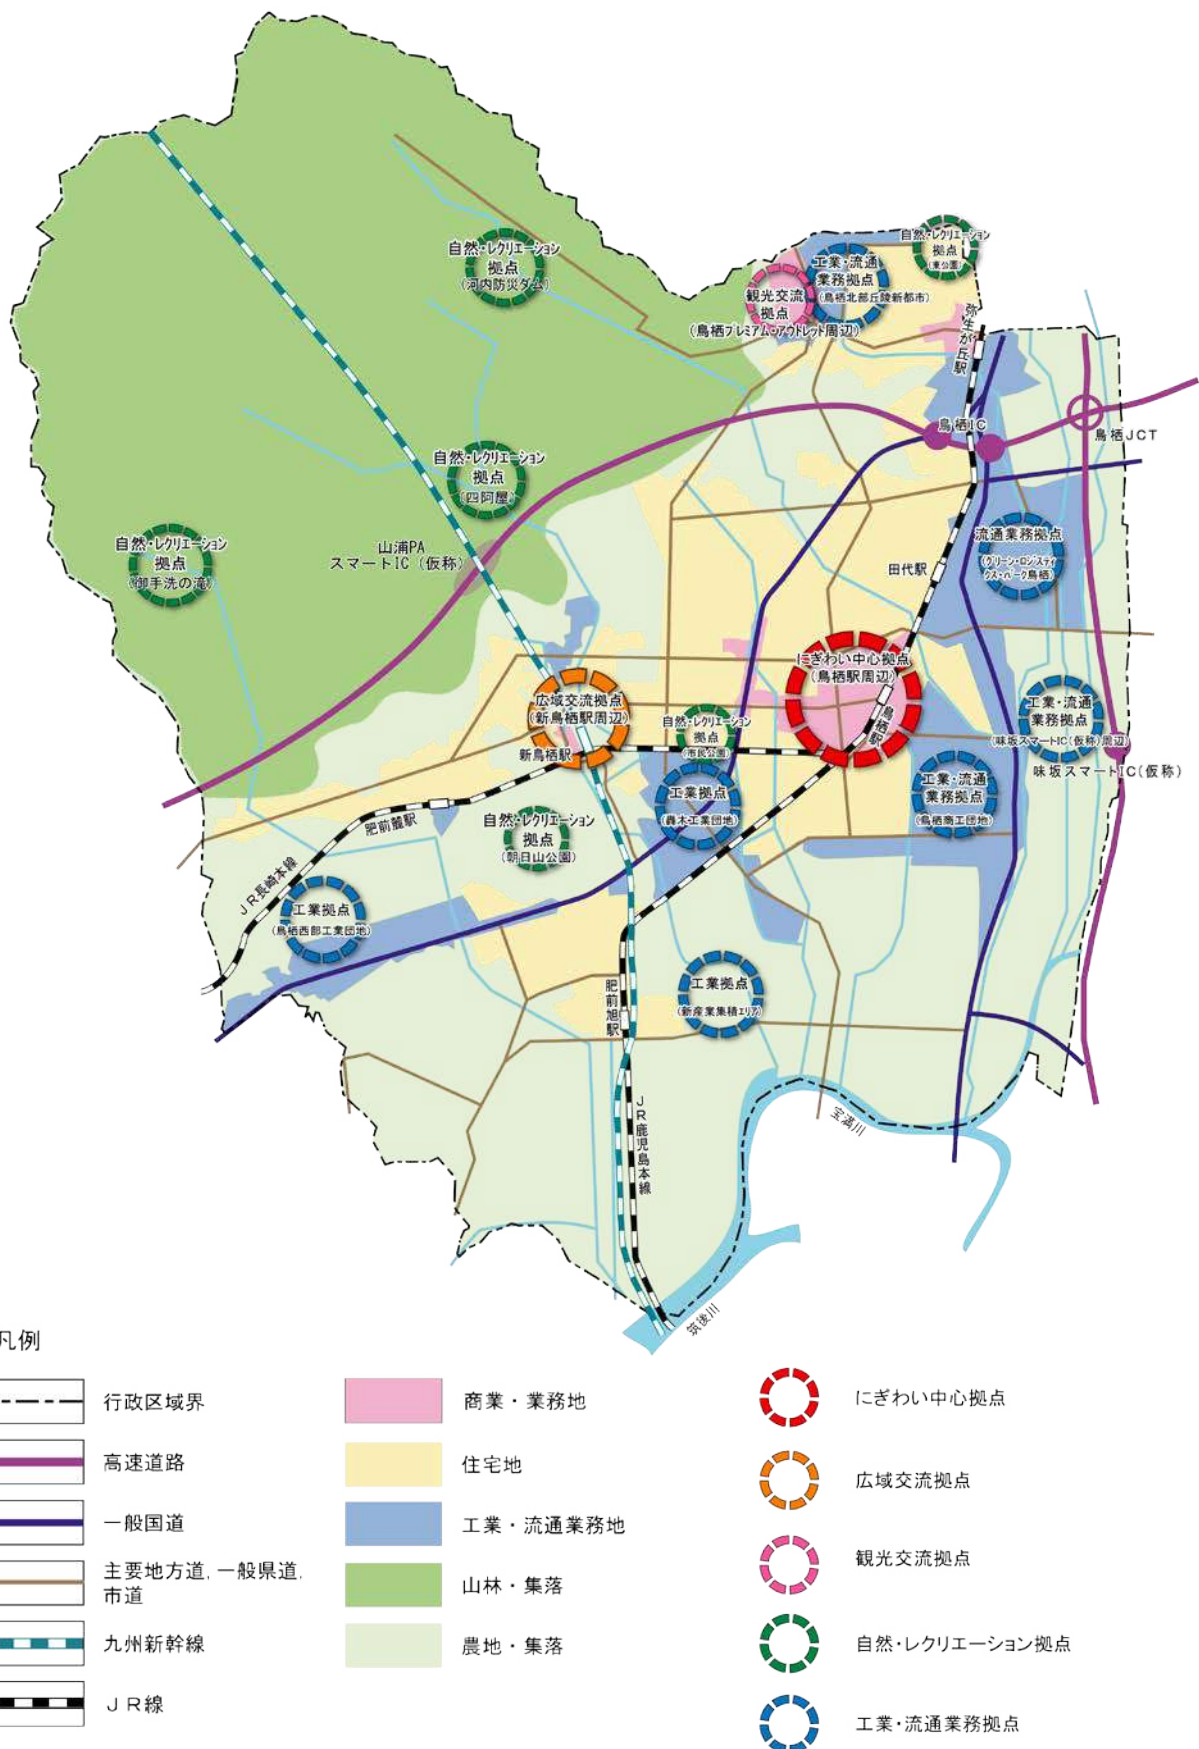 自然・レクリエーション
拠点
(河内防災ダム)
自然・レクリエーション
拠点
(東公園)
工業・流通
業務拠点
(鳥栖北部丘陵新都市)
観光交流
拠点
(鳥栖プレミアム・アウトレット周辺)
弥生が丘駅
鳥栖IC
鳥栖JCT
自然・レクリエーション
拠点
(四阿屋)
自然・レクリエーション
拠点
(御手洗の滝)
山浦PA
スマートIC(仮称)
流通業務拠点
(グリーン・ロジスティ
クス・パーク鳥栖)
田代駅
にぎわい中心拠点
(鳥栖駅周辺)
鳥栖駅
広域交流拠点
(新鳥栖駅周辺)
新鳥栖駅
自然・レクリエーション
拠点
(市民公園)
工業・流通
業務拠点
(味坂スマートIC(仮称)周辺)
味坂スマートIC(仮称)
工業・流通
業務拠点
(鳥栖商工団地)
工業拠点
(轟木工業団地)
肥前麓駅
自然・レクリエーション
拠点
(朝日山公園)
JR長崎本線
工業拠点
(鳥栖西部工業団地)
肥前旭駅
工業拠点
(新産業集積エリア)
JR鹿児島本線
宝満川
筑後川
凡例
行政区域界
高速道路
一般国道
主要地方道,一般県道,
市道
九州新幹線
JR線
商業・業務地
住宅地
工業・流通業務地
山林・集落
農地・集落
にぎわい中心拠点
広域交流拠点
観光交流拠点
自然・レクリエーション拠点
工業・流通業務拠点